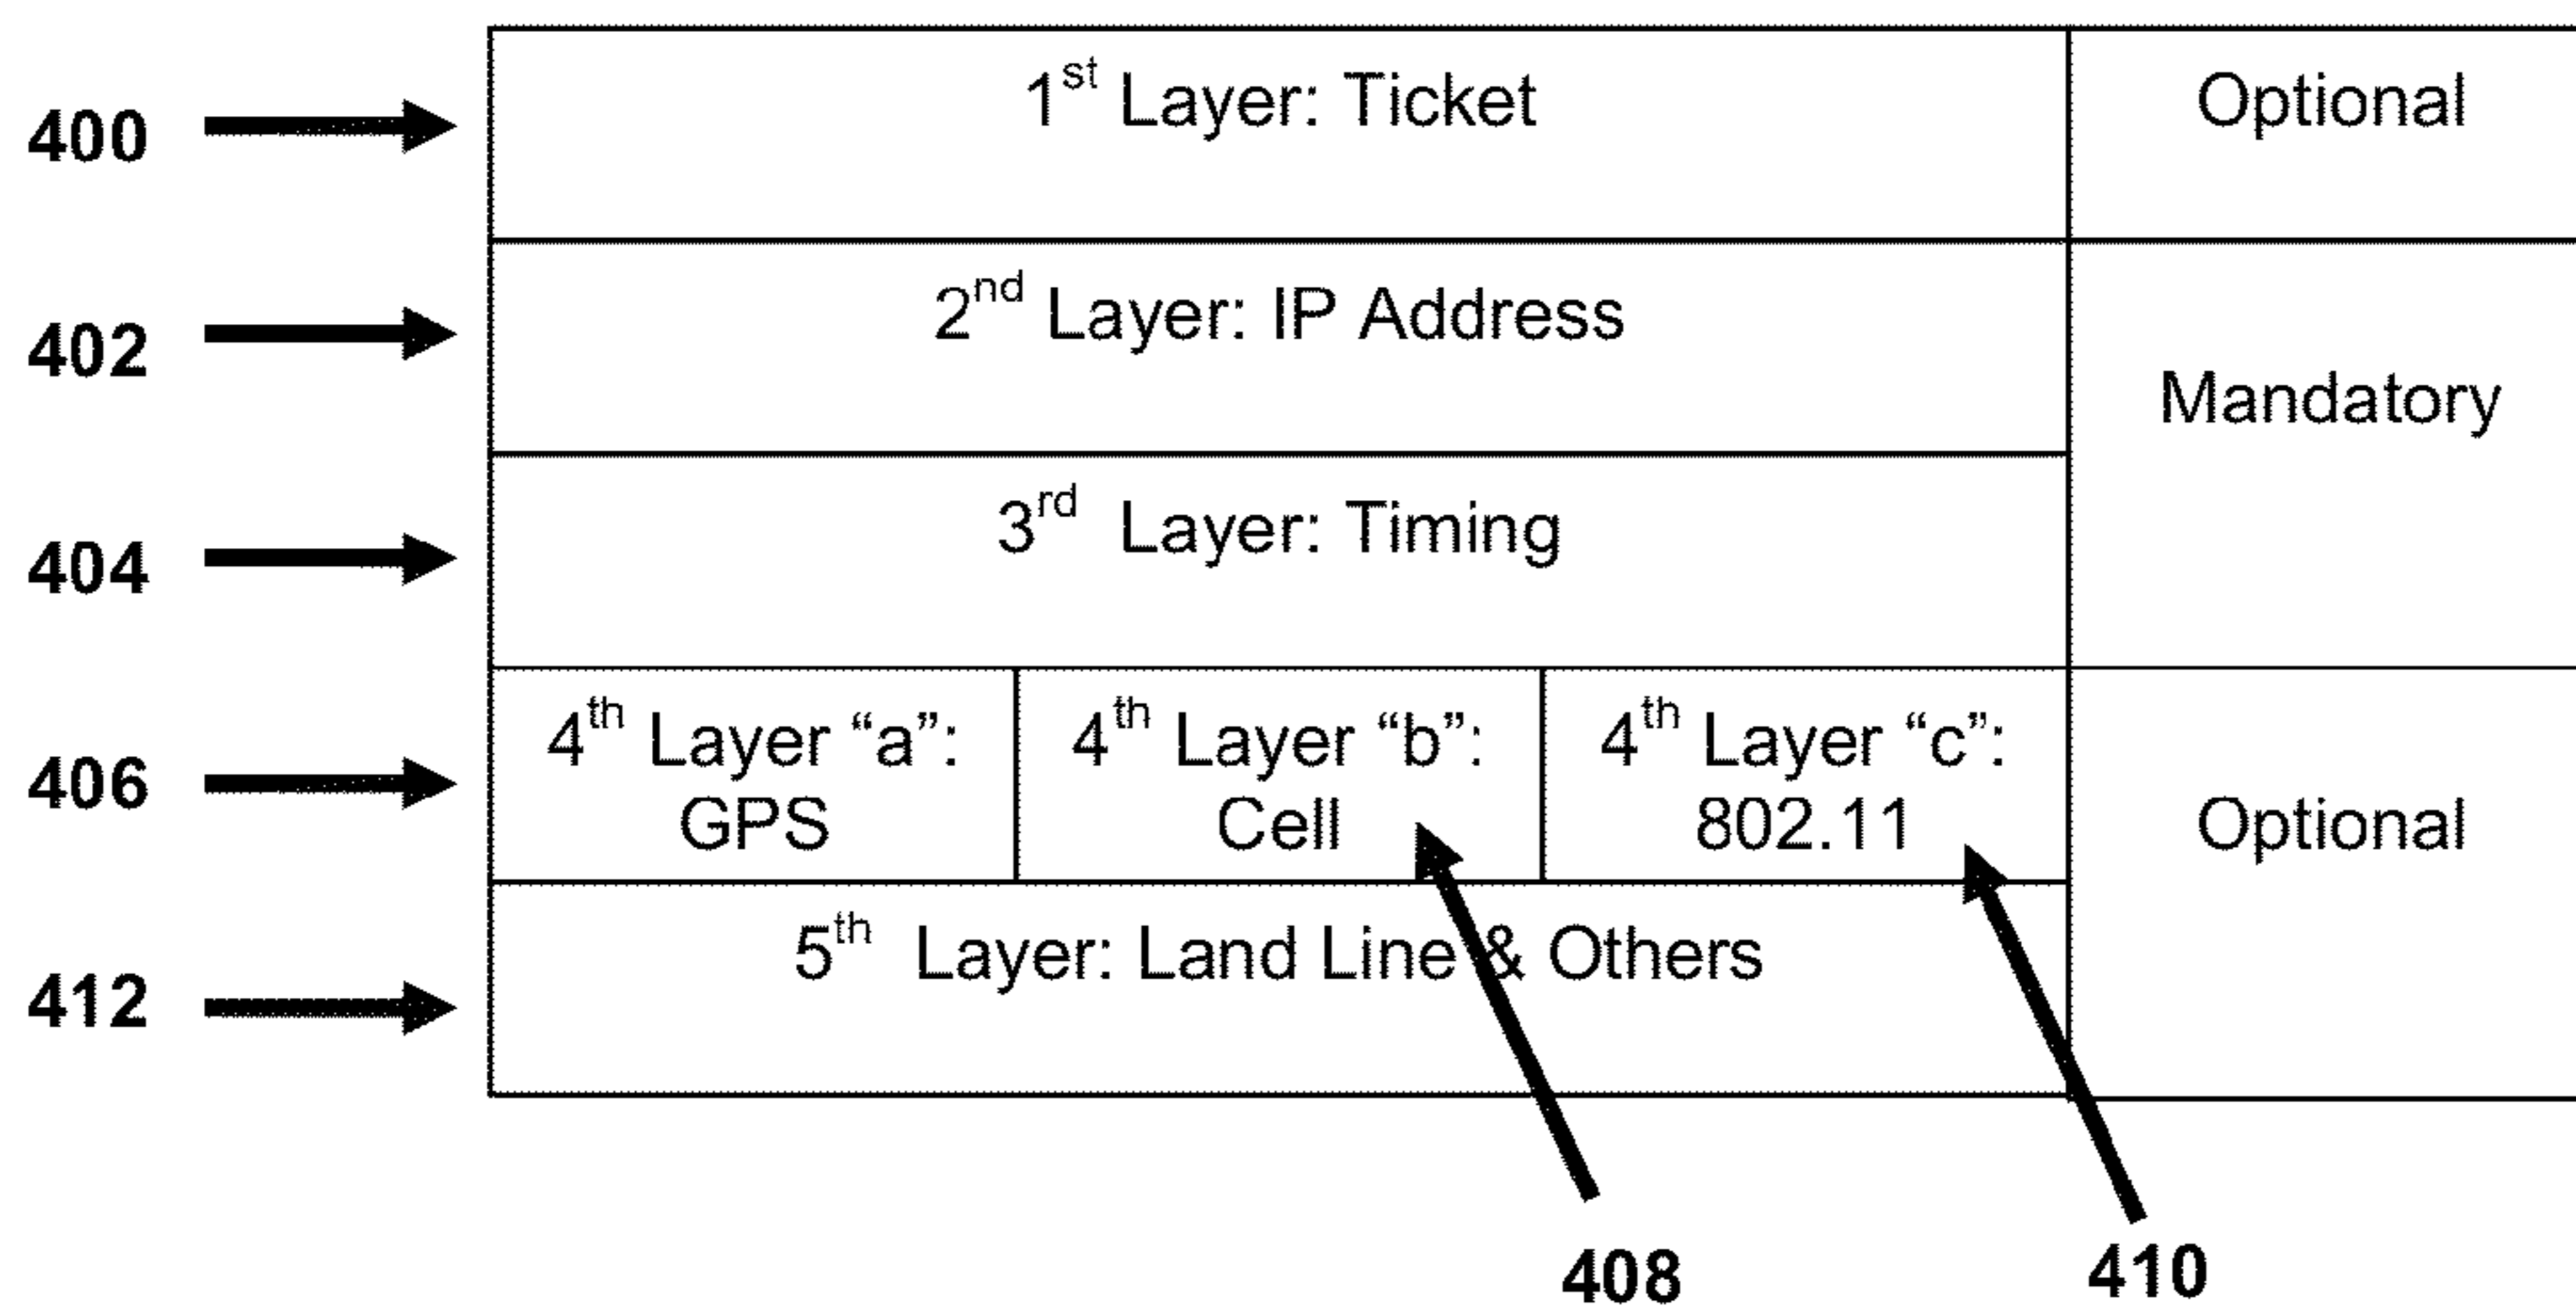 400
1st Layer: Ticket
Optional
402
2nd Layer: IP Address
Mandatory
404
3rd Layer: Timing
406
4th Layer “a”:
GPS
4th Layer “b”:
Cell
4th Layer “c”:
802.11
Optional
412
5th Layer: Land Line & Others
408
410